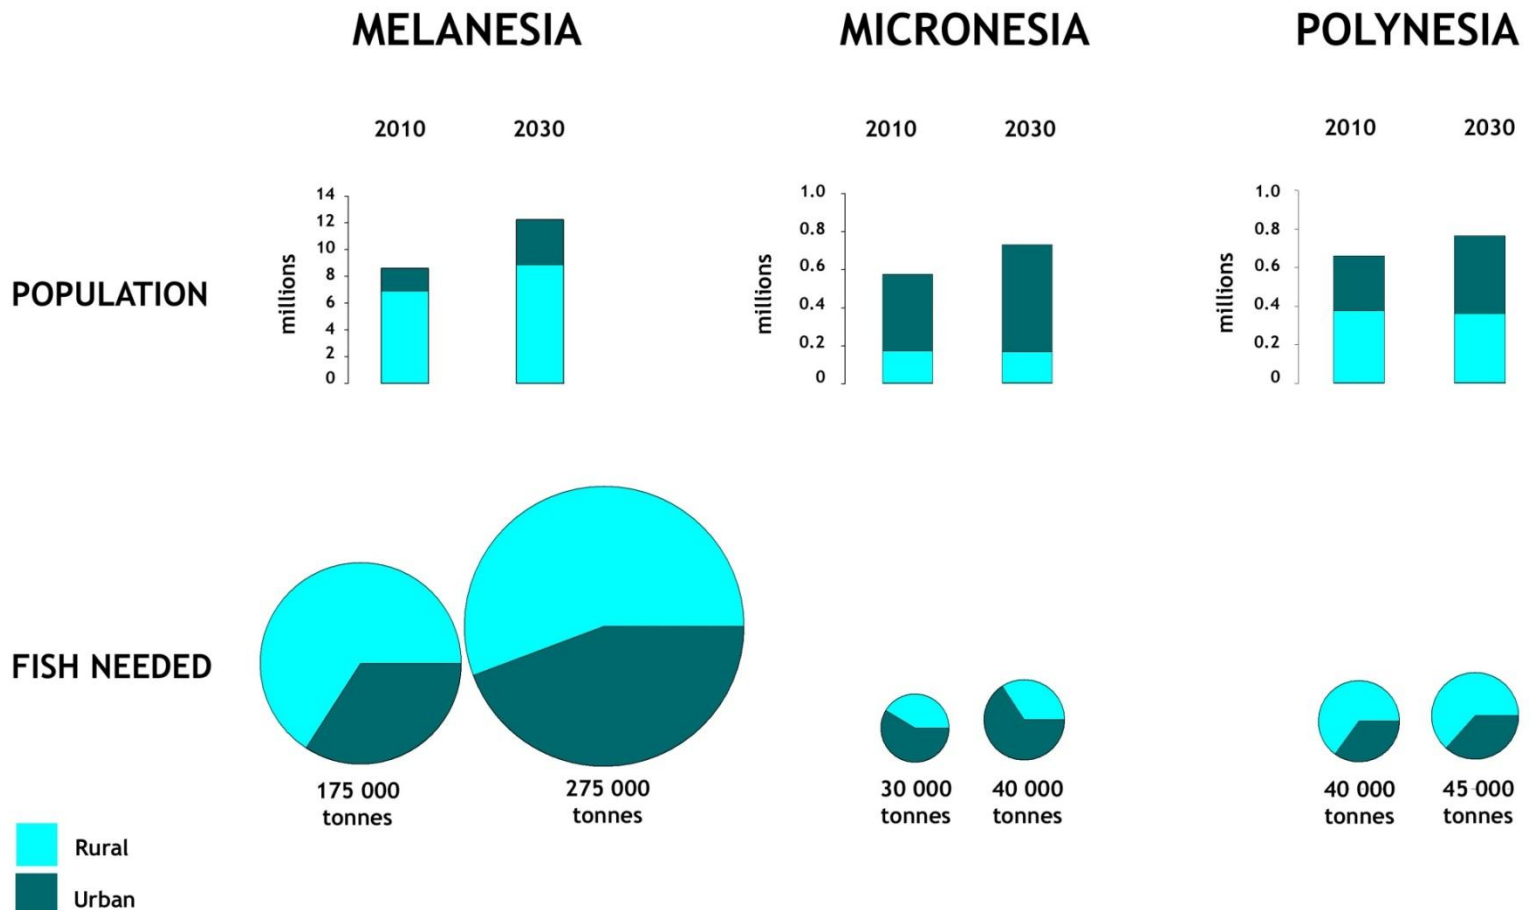 MELANESIA
MICRONESIA
POLYNESIA
2010
2030
2010
2030
2010
2030
POPULATION
millions
14
12
10
8
6
4
2
0
millions
1.0
0.8
0.6
0.4
0.2
0
millions
1.0
0.8
0.6
0.4
0.2
0
FISH NEEDED
175 000
tonnes
275 000
tonnes
30 000
tonnes
40 000
tonnes
40 000
tonnes
45 000
tonnes
Rural
Urban